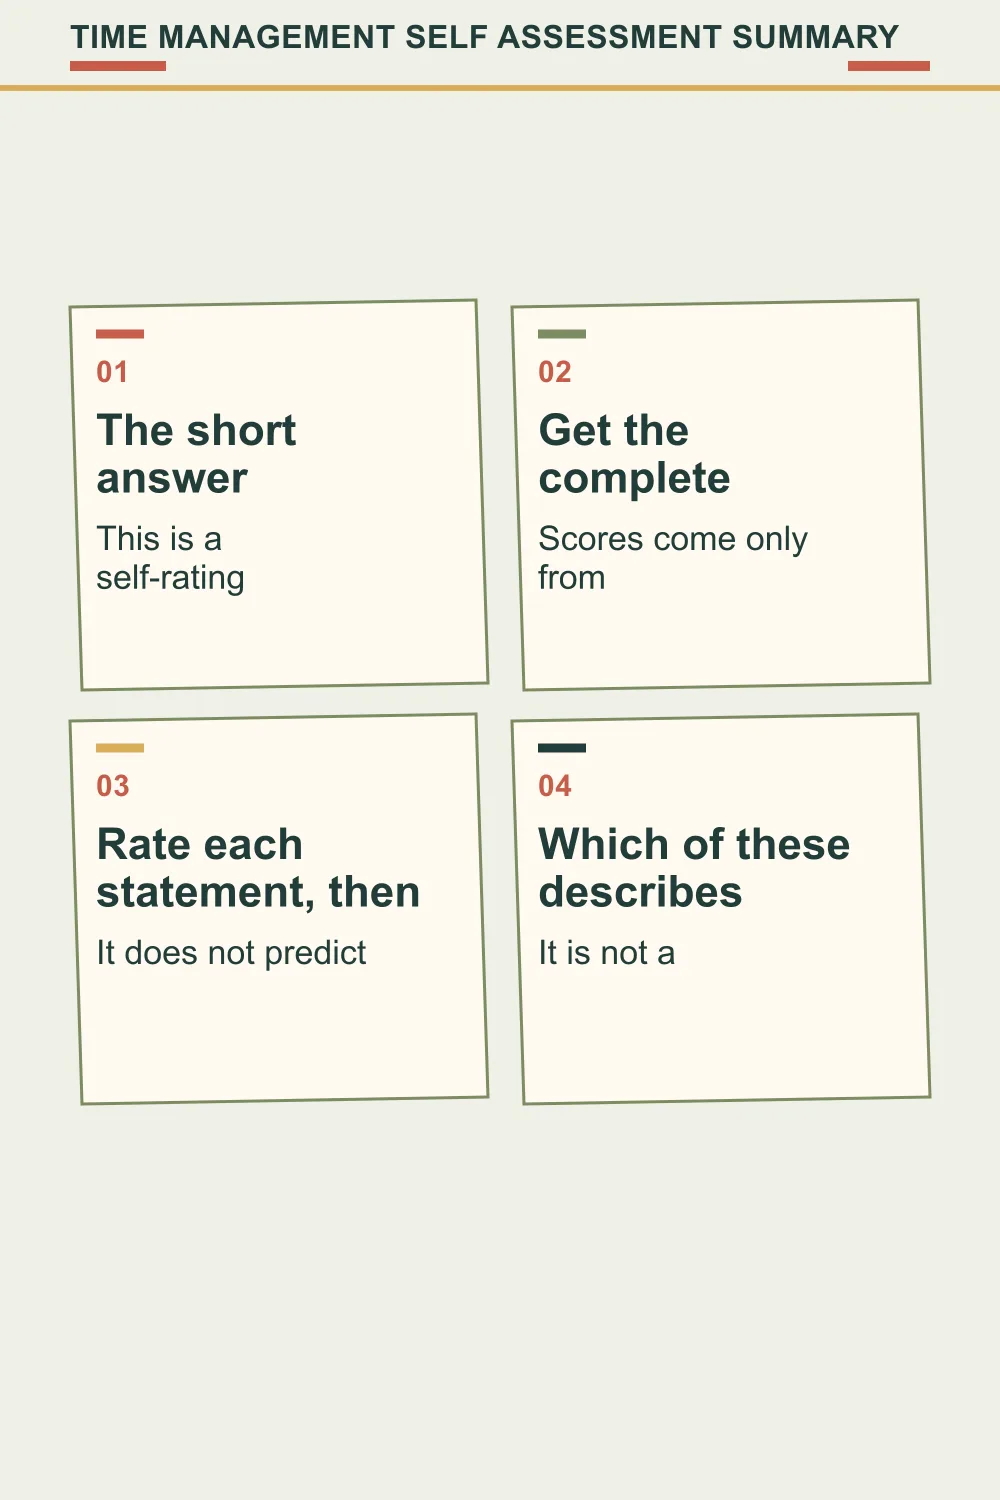 TIME MANAGEMENT SELF ASSESSMENT SUMMARY
01
The short
answer
This is a
self-rating
02
Get the
complete
Scores come only
from
03
Rate each
statement, then
It does not predict
04
Which of these
describes
It is not a